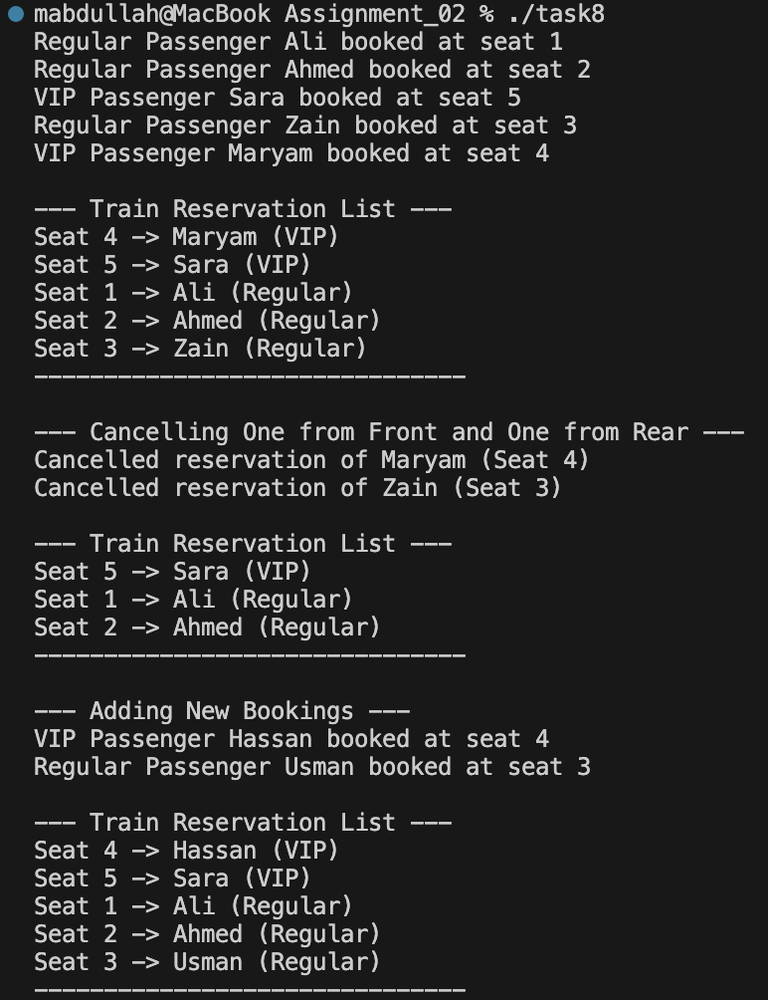 mabdullah@MacBook Assignment_02 % ./task8
Regular Passenger Ali booked at seat 1
Regular Passenger Ahmed booked at seat 2
VIP Passenger Sara booked at seat 5
Regular Passenger Zain booked at seat 3
VIP Passenger Maryam booked at seat 4

--- Train Reservation List ---
Seat 4 -> Maryam (VIP)
Seat 5 -> Sara (VIP)
Seat 1 -> Ali (Regular)
Seat 2 -> Ahmed (Regular)
Seat 3 -> Zain (Regular)
-------------------------------

--- Cancelling One from Front and One from Rear ---
Cancelled reservation of Maryam (Seat 4)
Cancelled reservation of Zain (Seat 3)

--- Train Reservation List ---
Seat 5 -> Sara (VIP)
Seat 1 -> Ali (Regular)
Seat 2 -> Ahmed (Regular)
-------------------------------

--- Adding New Bookings ---
VIP Passenger Hassan booked at seat 4
Regular Passenger Usman booked at seat 3

--- Train Reservation List ---
Seat 4 -> Hassan (VIP)
Seat 5 -> Sara (VIP)
Seat 1 -> Ali (Regular)
Seat 2 -> Ahmed (Regular)
Seat 3 -> Usman (Regular)
-------------------------------